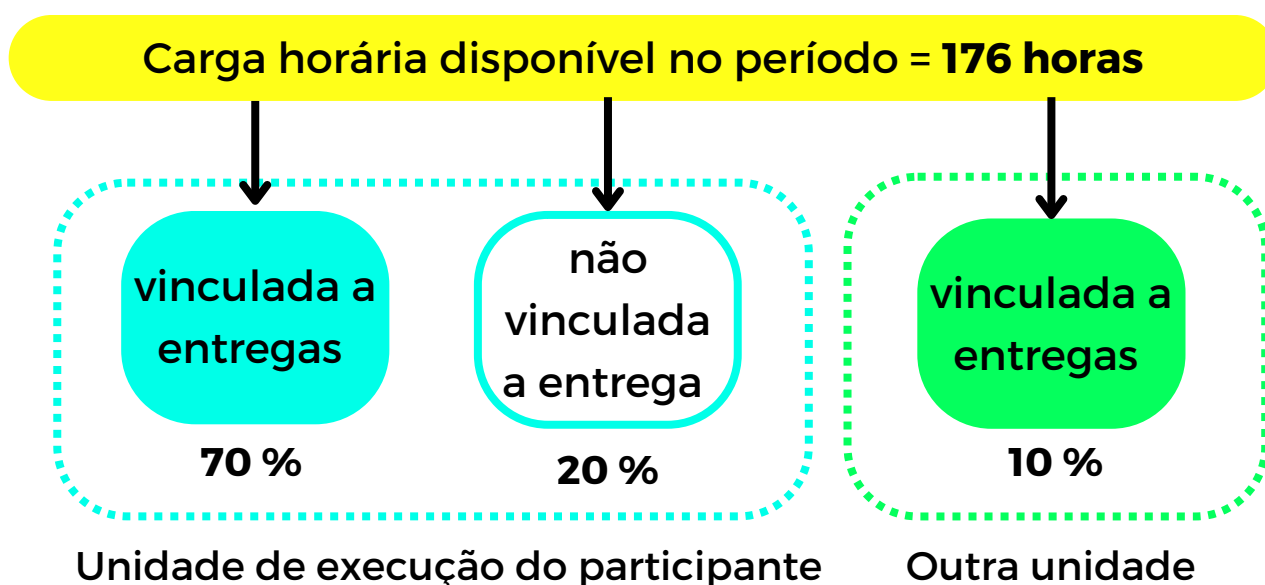 Carga horária disponível no período = 176 horas
vinculada a
entregas
70 %
não
vinculada
a entrega
20 %
vinculada a
entregas
10 %
Unidade de execução do participante
Outra unidade